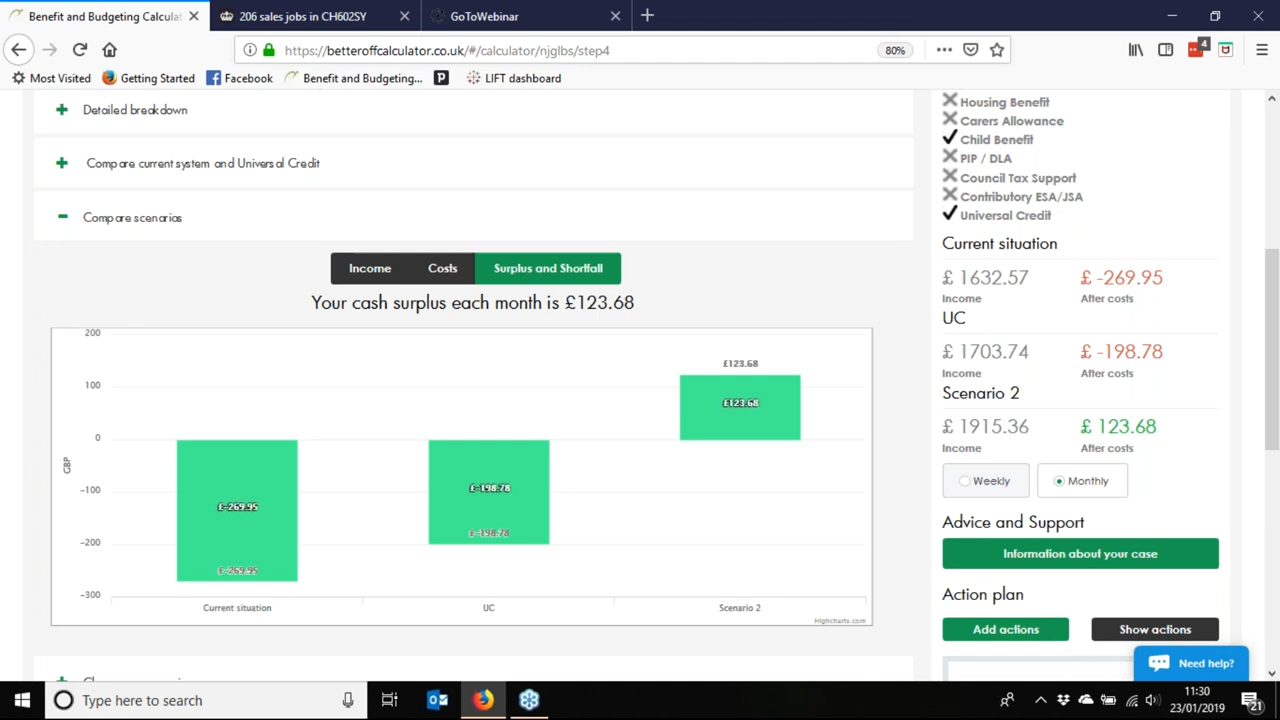 Benefit and Budgeting Calculat
206 sales jobs in CH602SY
GoToWebinar
https://betteroffcalculator.co.uk/#/calculator/njglbs/step4
80%
4
Most Visited
Getting Started
Facebook
Benefit and Budgeting...
LIFT dashboard
Detailed breakdown
Compare current system and Universal Credit
Compare scenarios
Income
Costs
Surplus and Shortfall
Your cash surplus each month is £123.68
200
100
0
-100
-200
-300
GBP
£-269.95
£-269.95
£-198.78
£-198.78
£123.68
£123.68
Current situation
UC
Scenario 2
Highcharts.com
Housing Benefit
Carers Allowance
Child Benefit
PIP / DLA
Council Tax Support
Contributory ESA/JSA
Universal Credit
Current situation
£ 1632.57
£ -269.95
Income
After costs
UC
£ 1703.74
£ -198.78
Income
After costs
Scenario 2
£ 1915.36
£ 123.68
Income
After costs
Weekly
Monthly
Advice and Support
Information about your case
Action plan
Add actions
Show actions
Need help?
Type here to search
11:30
23/01/2019
21